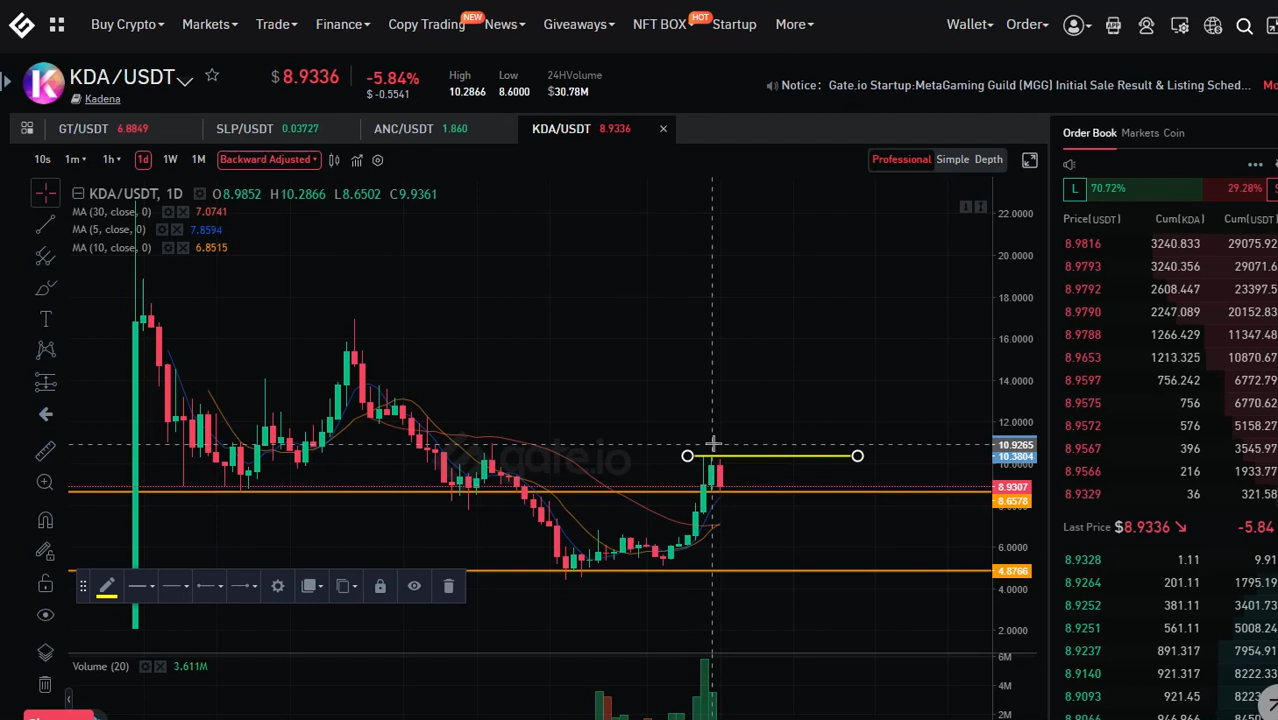 Buy Crypto Markets Trade Finance Copy Trading NEW News Giveaways NFT BOX HOT Startup More Wallet Order APP
KDA/USDT $ 8.9336 -5.84% High Low 24HVolume
Kadena $ -0.5541 10.2866 8.6000 $30.78M
Notice: Gate.io Startup:MetaGaming Guild (MGG) Initial Sale Result & Listing Sched...
GT/USDT 6.8849 SLP/USDT 0.03727 ANC/USDT 1.860 KDA/USDT 8.9336
Order Book Markets Coin
10s 1m 1h 1d 1W 1M Backward Adjusted Professional Simple Depth
KDA/USDT, 1D O8.9852 H10.2866 L8.6502 C9.9361
MA (30, close, 0) 7.0741
MA (5, close, 0) 7.8594
MA (10, close, 0) 6.8515
22.0000
20.0000
18.0000
16.0000
14.0000
12.0000
10.9265
10.3804
8.9307
8.6578
6.0000
4.8766
4.0000
2.0000
gate.io
Volume (20) 3.611M
6M
4M
2M
L 70.72% 29.28%
Price(USDT) Cum(KDA) Cum(USDT)
8.9816 3240.833 29075.92
8.9793 3240.356 29071.6
8.9792 2608.447 23397.5
8.9790 2247.089 20152.83
8.9788 1266.429 11347.48
8.9653 1213.325 10870.67
8.9597 756.242 6772.79
8.9575 756 6770.62
8.9572 576 5158.30
8.9567 396 3545.99
8.9566 216 1933.77
8.9329 36 321.58
Last Price $8.9336 -5.84
8.9328 1.11 9.91
8.9264 201.11 1795.19
8.9252 381.11 3401.73
8.9251 561.11 5008.24
8.9237 891.317 7954.91
8.9140 921.317 8222.33
8.9093 921.45 8223.5